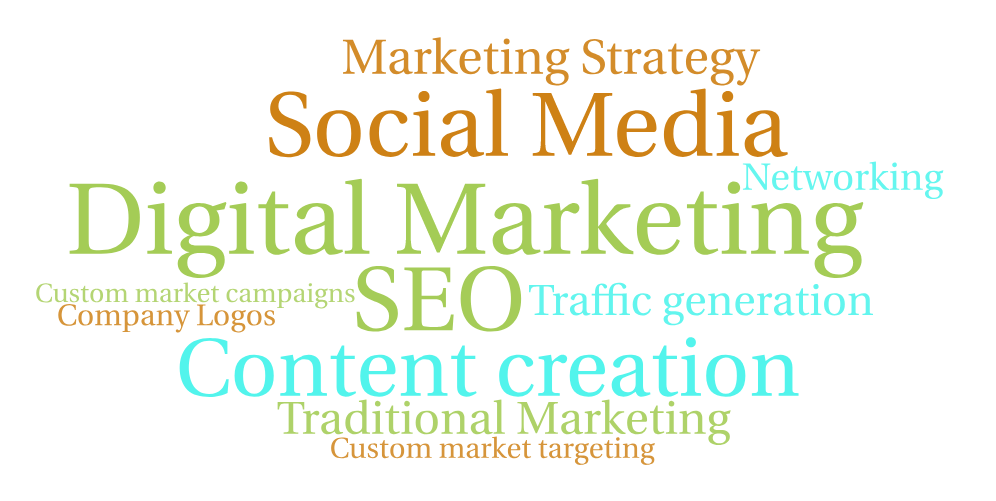 Marketing Strategy
Social Media
Networking
Digital Marketing
Custom market campaigns
SEO
Traffic generation
Company Logos
Content creation
Traditional Marketing
Custom market targeting